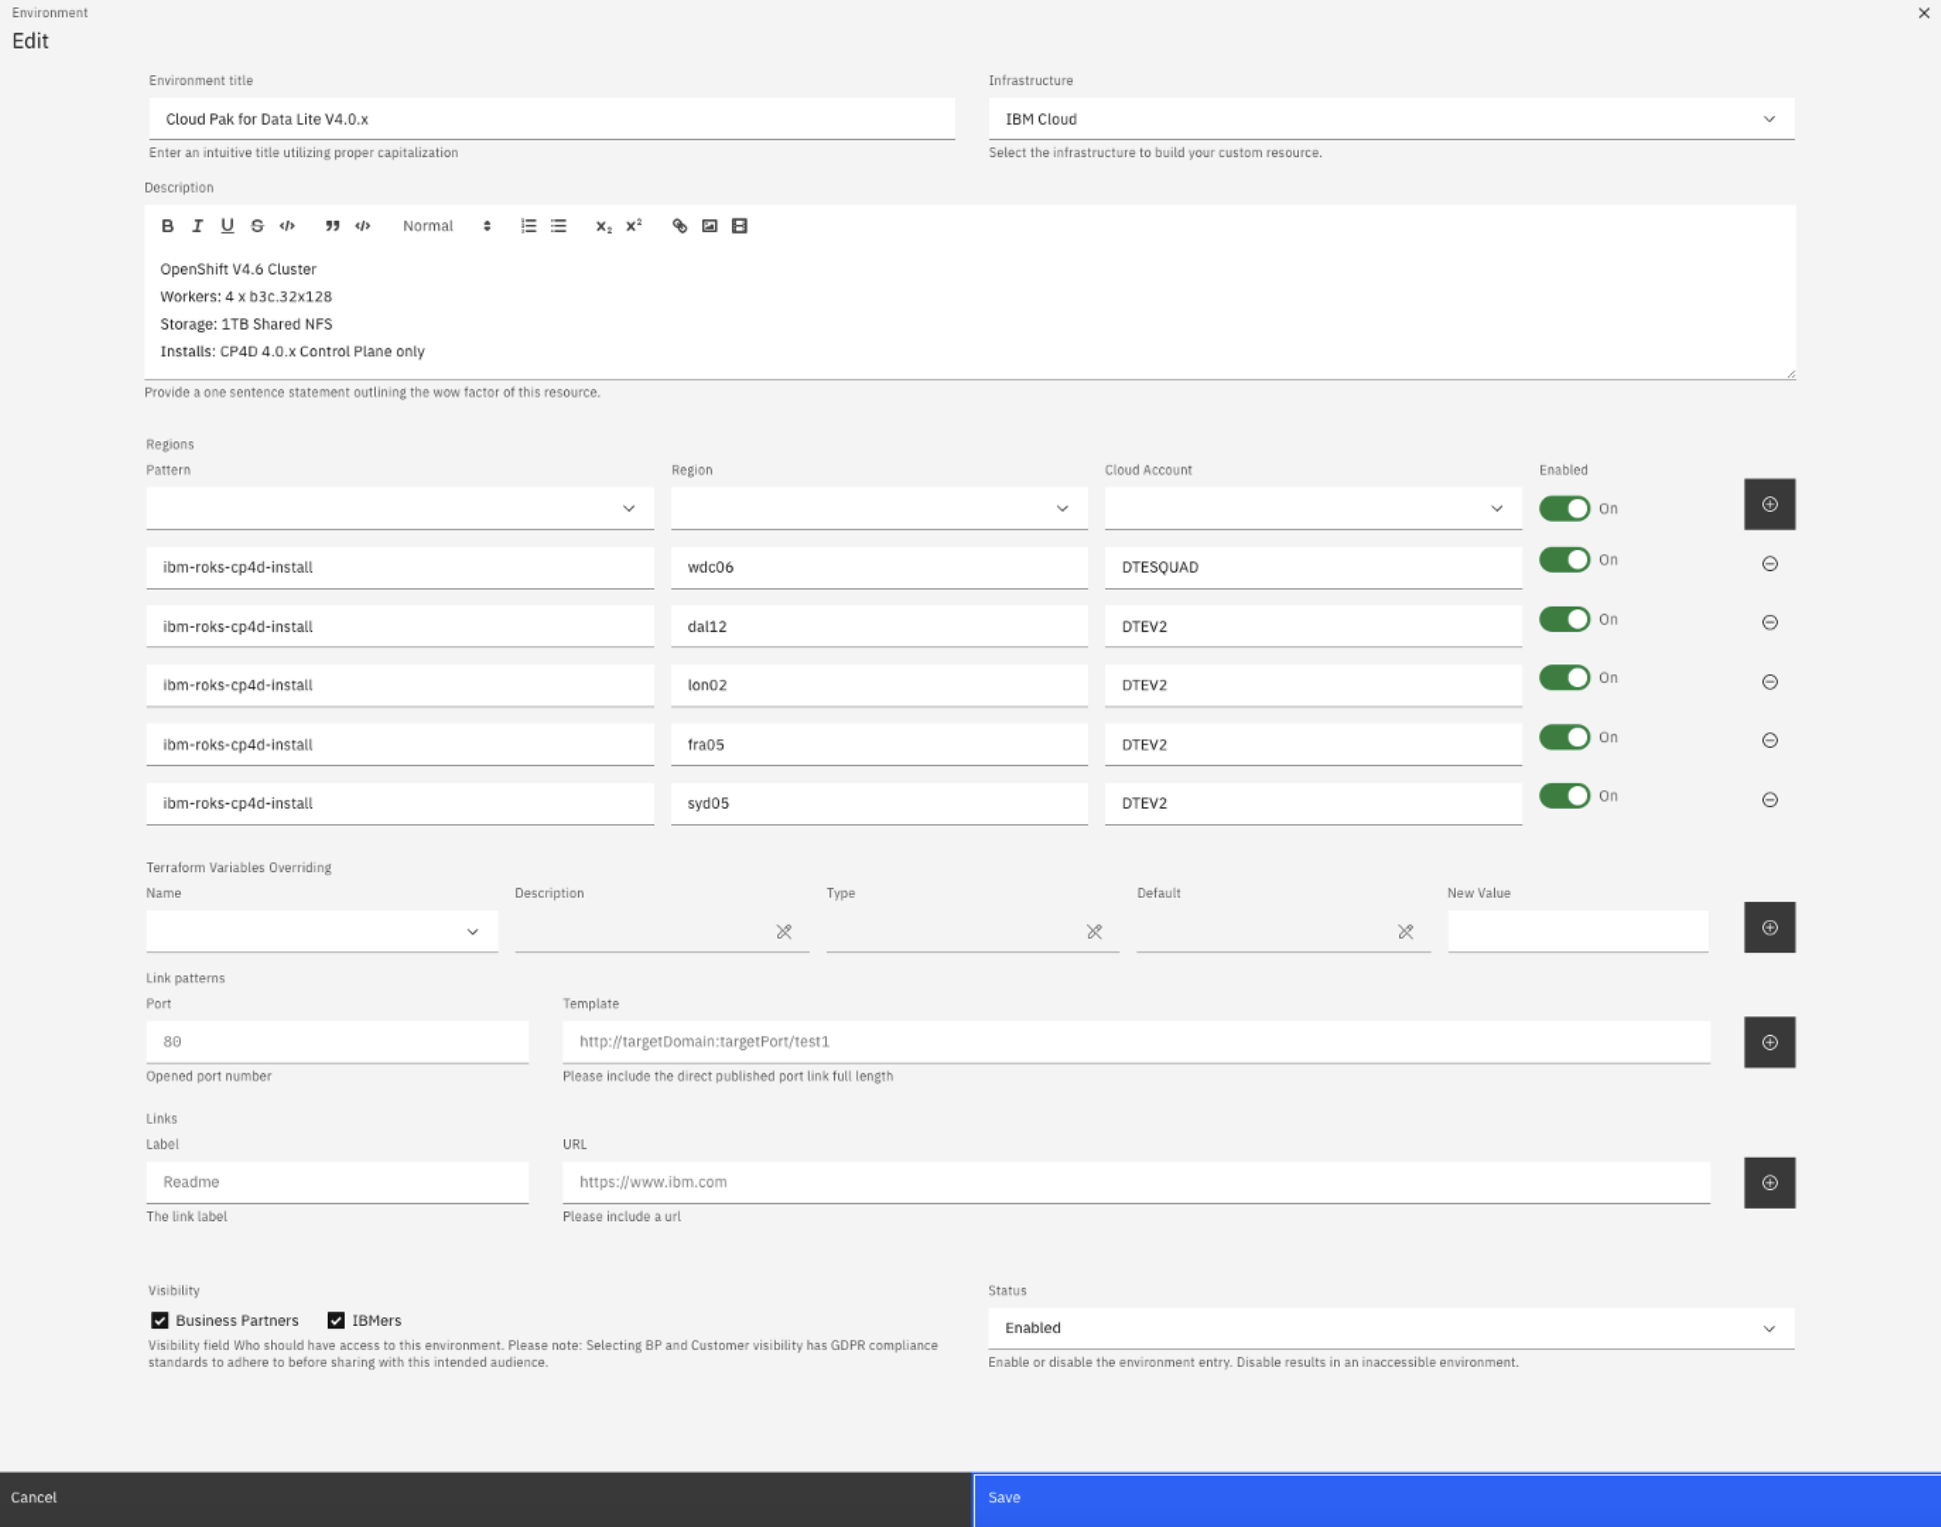 Environment
Edit
Environment title
Infrastructure
Cloud Pak for Data Lite V4.0.x
IBM Cloud
Enter an intuitive title utilizing proper capitalization
Select the infrastructure to build your custom resource.
Description
Normal
OpenShift V4.6 Cluster
Workers: 4 x b3c.32x128
Storage: 1TB Shared NFS
Installs: CP4D 4.0.x Control Plane only
Provide a one sentence statement outlining the wow factor of this resource.
Regions
Pattern Region Cloud Account Enabled
On
ibm-roks-cp4d-install wdc06 DTESQUAD On
ibm-roks-cp4d-install dal12 DTEV2 On
ibm-roks-cp4d-install lon02 DTEV2 On
ibm-roks-cp4d-install fra05 DTEV2 On
ibm-roks-cp4d-install syd05 DTEV2 On
Terraform Variables Overriding
Name Description Type Default New Value
Link patterns
Port Template
80 http://targetDomain:targetPort/test1
Opened port number Please include the direct published port link full length
Links
Label URL
Readme https://www.ibm.com
The link label Please include a url
Visibility
Status
Business Partners IBMers
Enabled
Visibility field Who should have access to this environment. Please note: Selecting BP and Customer visibility has GDPR compliance
standards to adhere to before sharing with this intended audience.
Enable or disable the environment entry. Disable results in an inaccessible environment.
Cancel Save